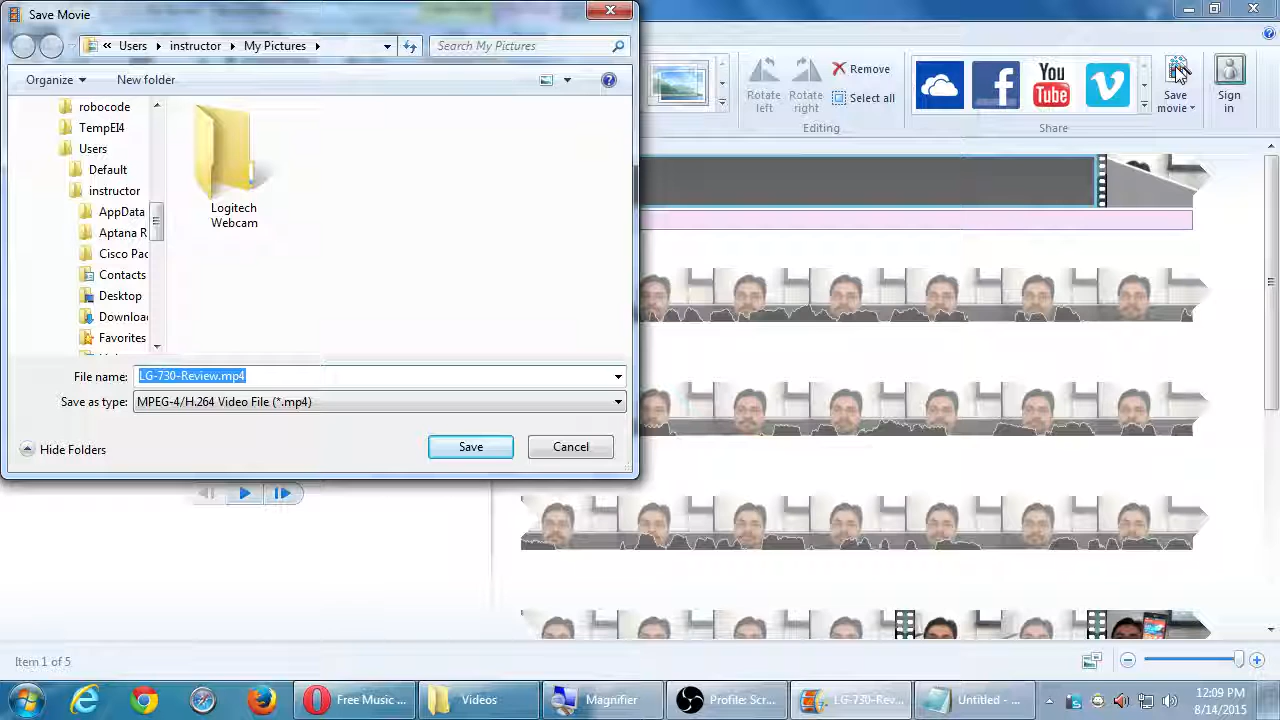 Save Movie
« Users instructor My Pictures
Search My Pictures
Organize
New folder
robocode
TempEI4
Users
Default
instructor
AppData
Aptana R
Cisco Pac
Contacts
Desktop
Downloa
Favorites
Logitech
Webcam
File name: LG-730-Review.mp4
Save as type: MPEG-4/H.264 Video File (*.mp4)
Hide Folders
Save
Cancel
Rotate
left
Rotate
right
Remove
Select all
Editing
You
Tube
Share
Save
movie
Sign
in
Item 1 of 5
Free Music ...
Videos
Magnifier
Profile: Scr...
LG-730-Rev...
Untitled - ...
12:09 PM
8/14/2015